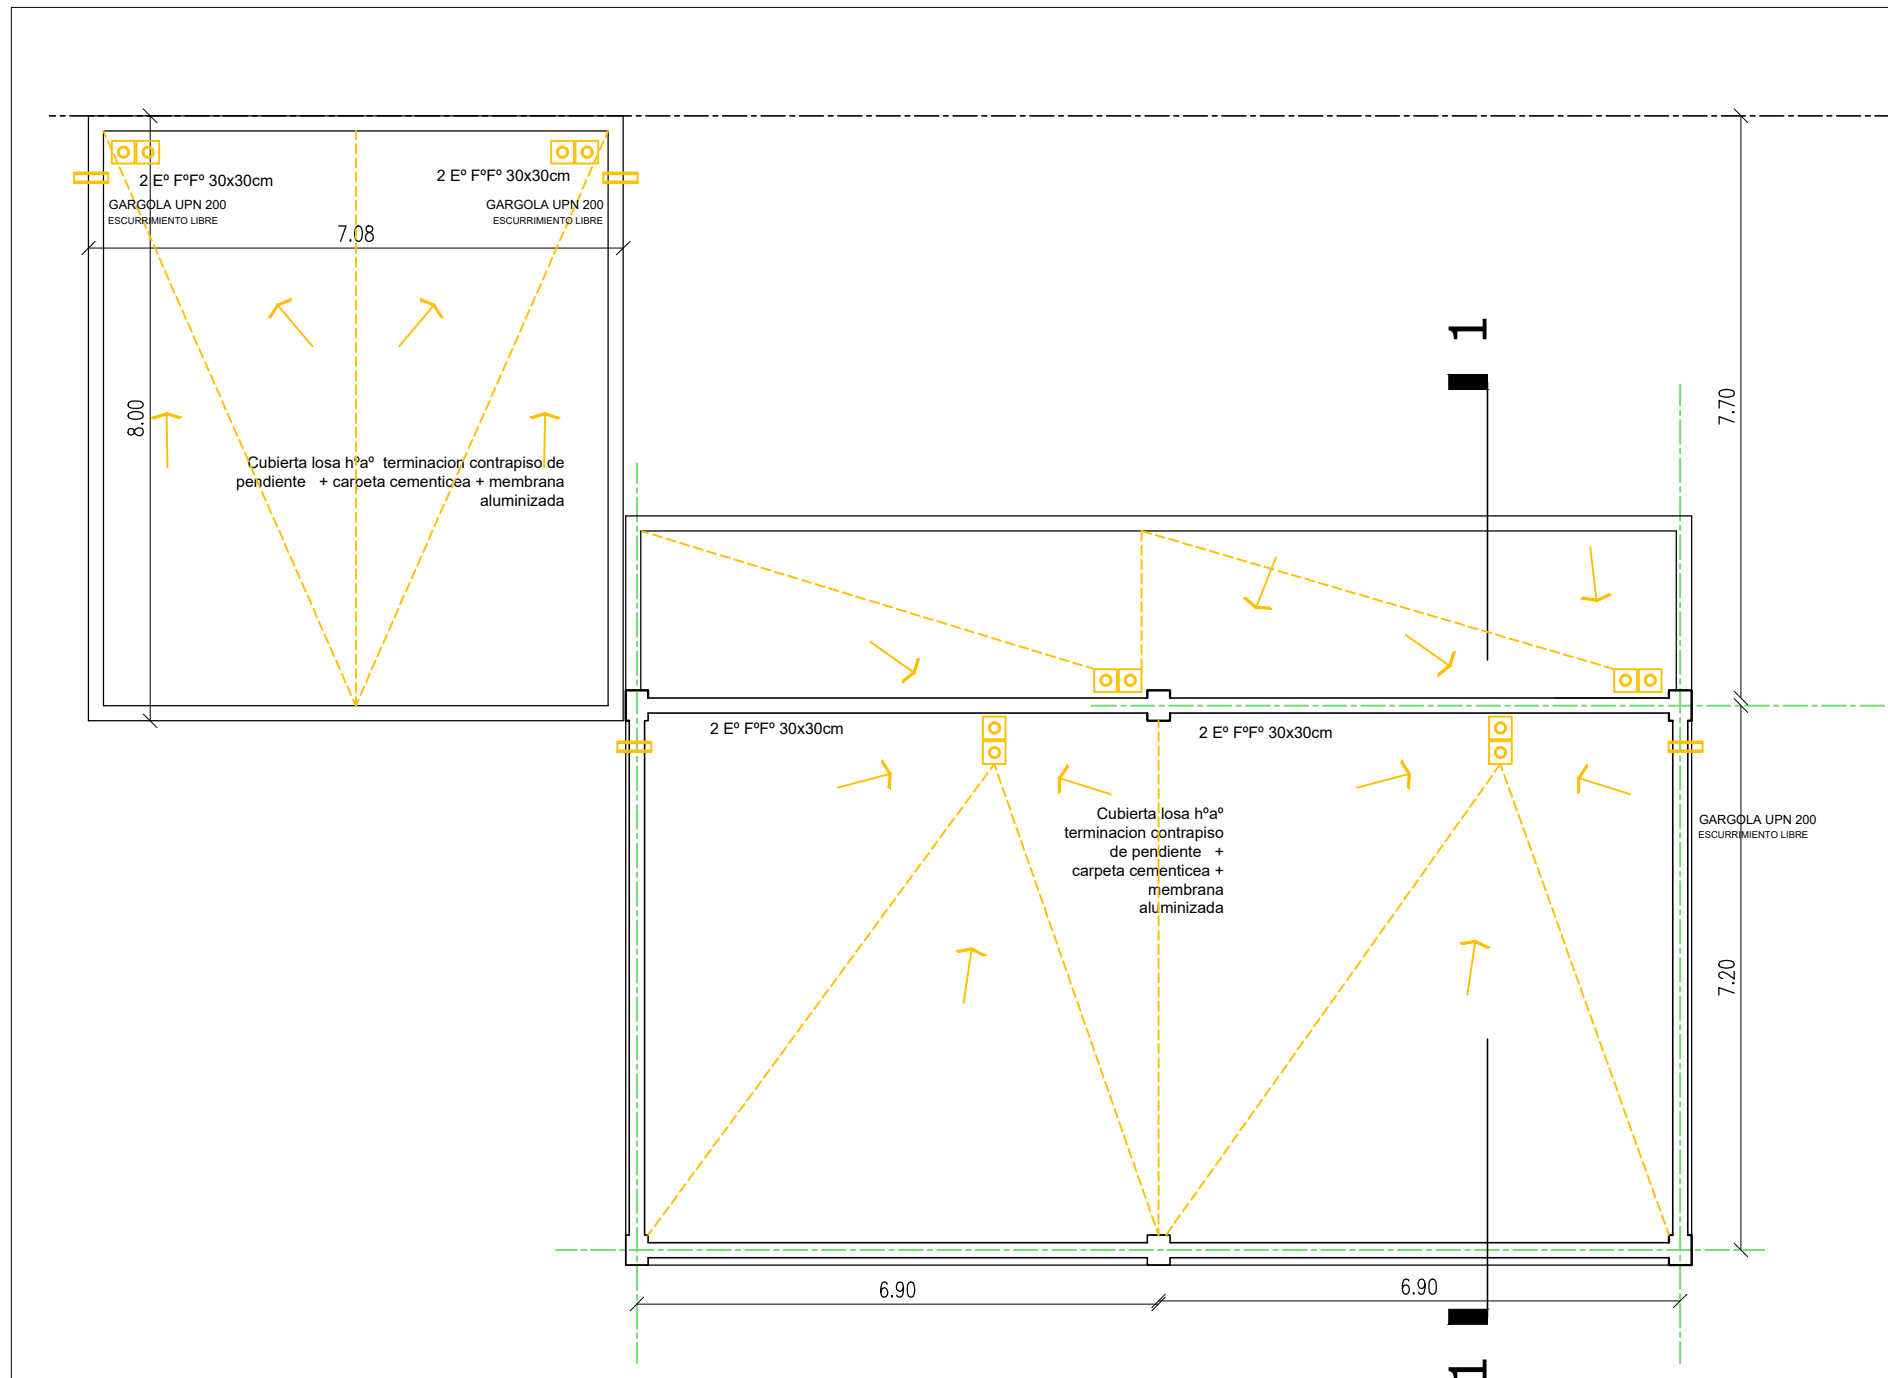 2 Eº FºFº 30x30cm
GARGOLA UPN 200
ESCURRIMIENTO LIBRE
2 Eº FºFº 30x30cm
GARGOLA UPN 200
ESCURRIMIENTO LIBRE
7.08
8.00
Cubierta losa hºaº terminacion contrapiso de
pendiente + carpeta cementicea + membrana
aluminizada
1
7.70
2 Eº FºFº 30x30cm
2 Eº FºFº 30x30cm
Cubierta losa hºaº
terminacion contrapiso
de pendiente +
carpeta cementicea +
membrana
aluminizada
GARGOLA UPN 200
ESCURRIMIENTO LIBRE
7.20
6.90
6.90
1